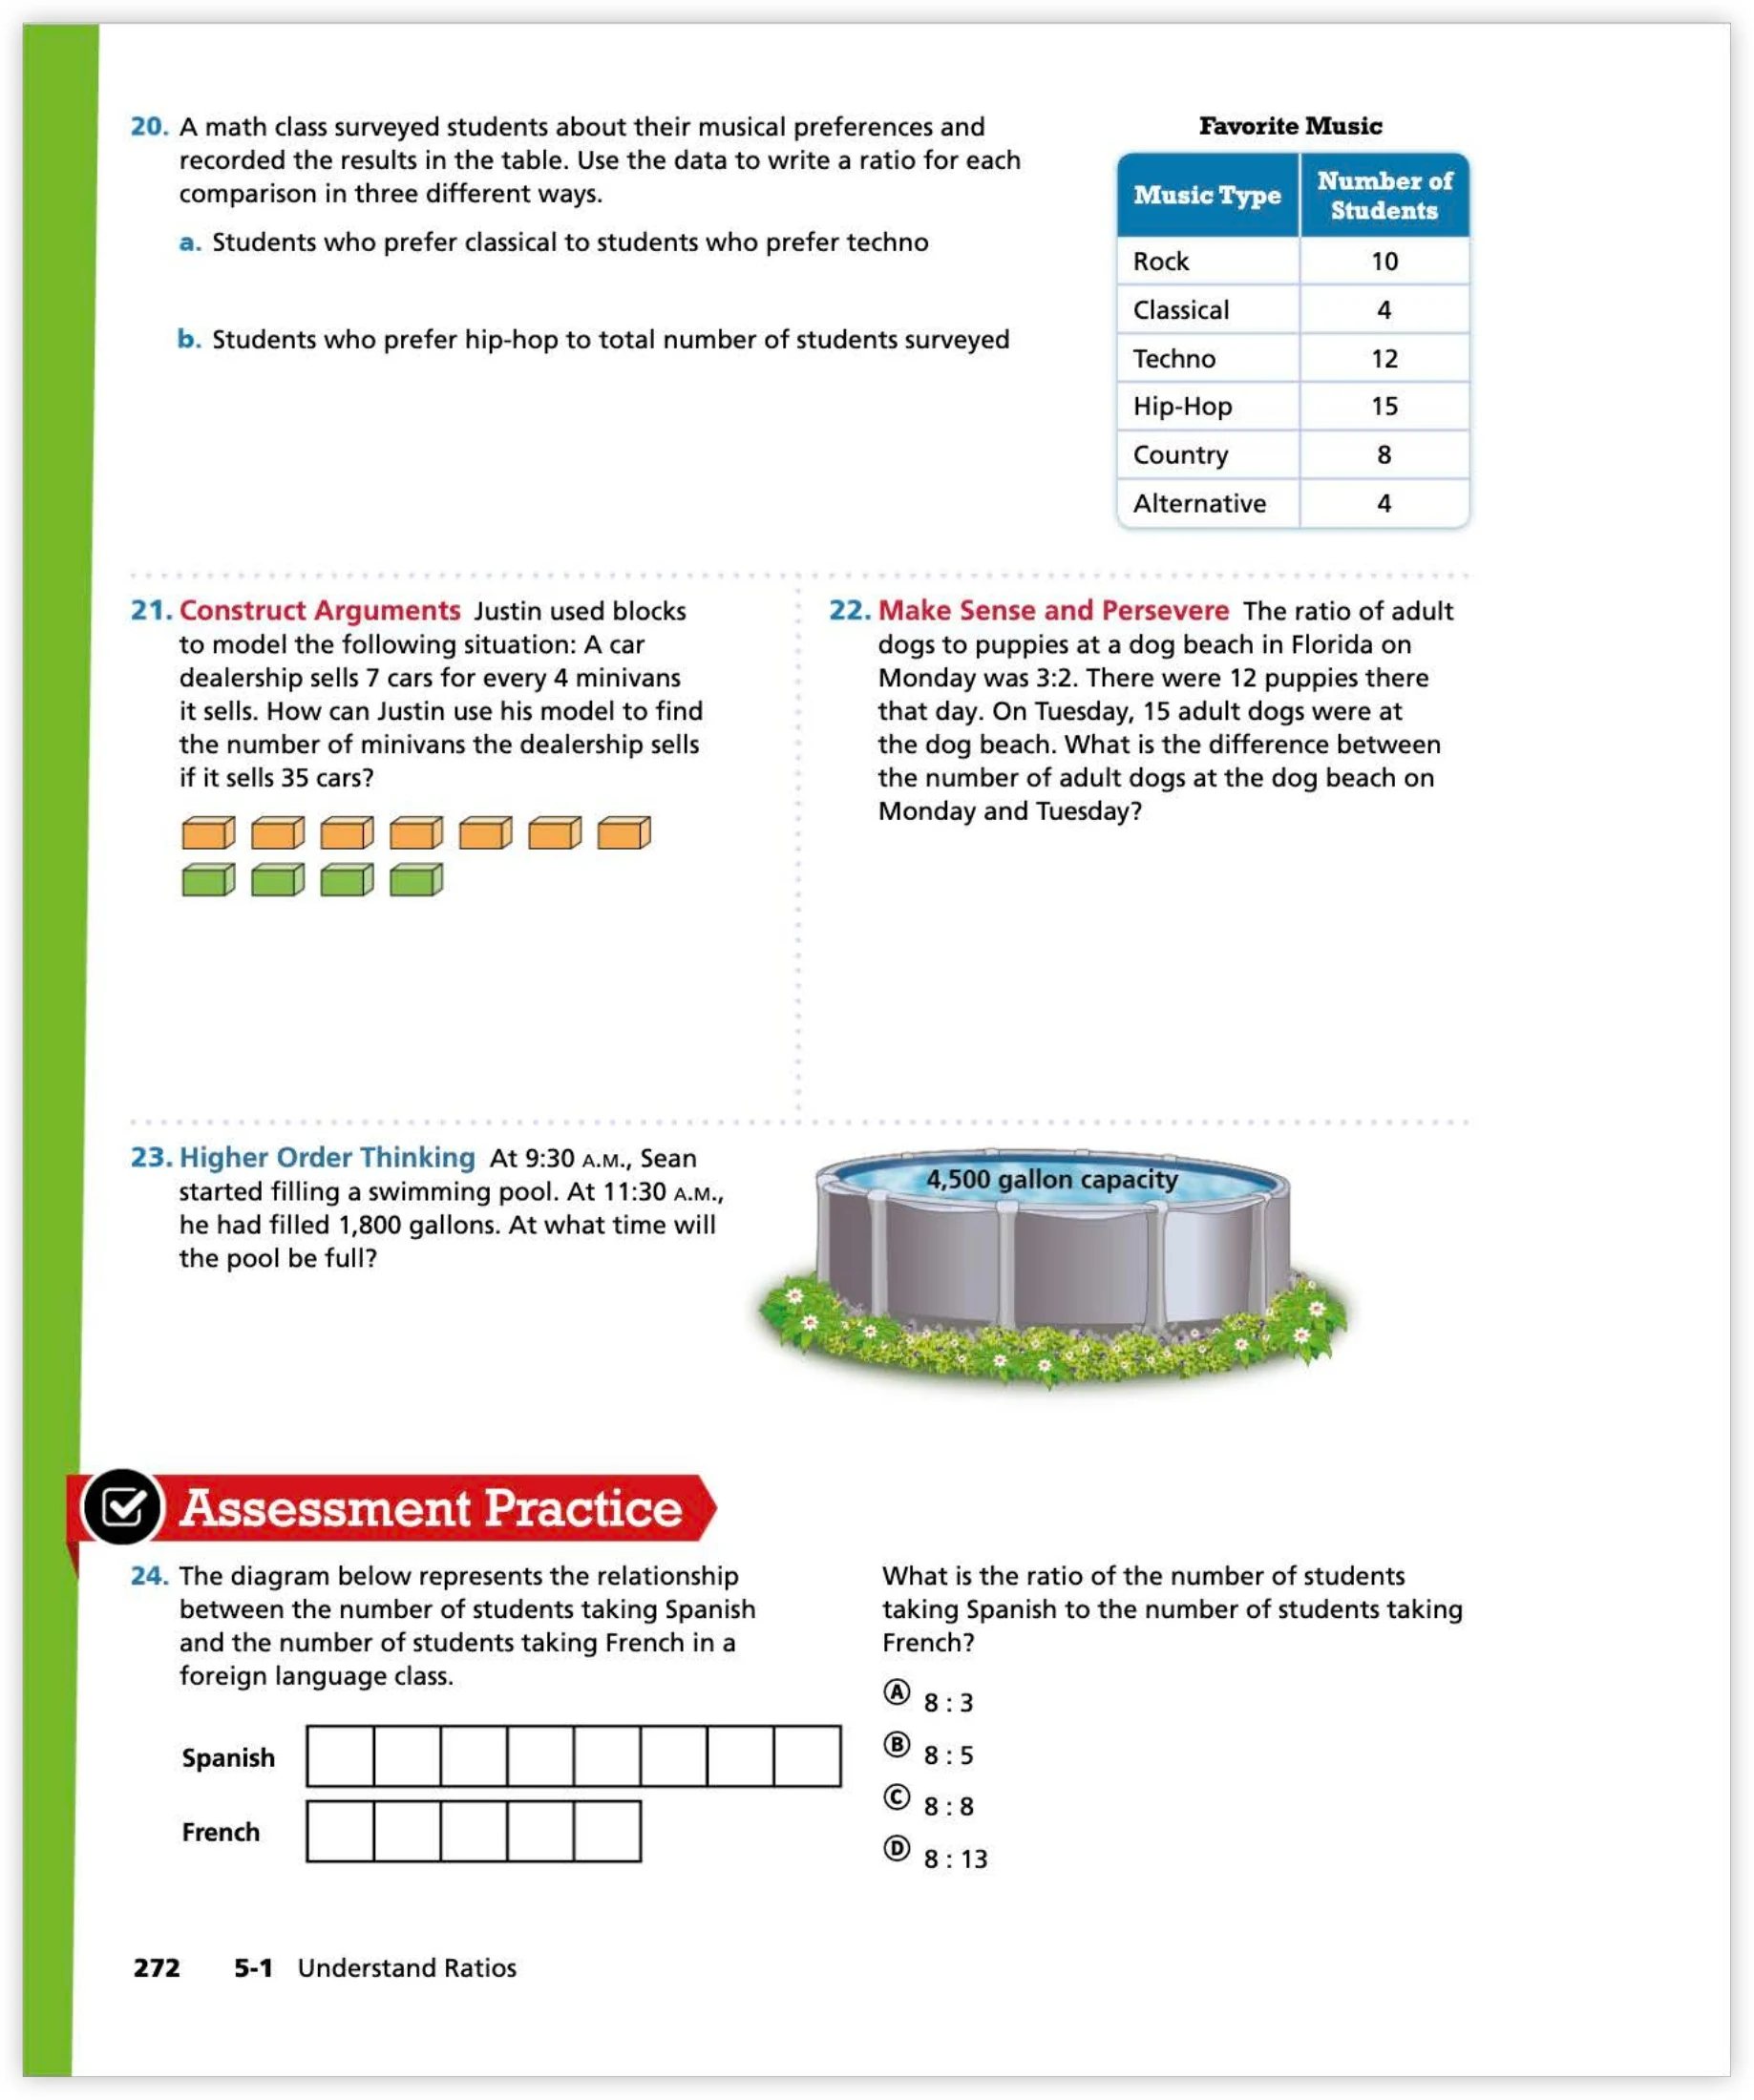 20. A math class surveyed students about their musical preferences and
recorded the results in the table. Use the data to write a ratio for each
comparison in three different ways.
a. Students who prefer classical to students who prefer techno
b. Students who prefer hip-hop to total number of students surveyed
Favorite Music
Music Type Number of Students
Rock 10
Classical 4
Techno 12
Hip-Hop 15
Country 8
Alternative 4
21. Construct Arguments Justin used blocks
to model the following situation: A car
dealership sells 7 cars for every 4 minivans
it sells. How can Justin use his model to find
the number of minivans the dealership sells
if it sells 35 cars?
22. Make Sense and Persevere The ratio of adult
dogs to puppies at a dog beach in Florida on
Monday was 3:2. There were 12 puppies there
that day. On Tuesday, 15 adult dogs were at
the dog beach. What is the difference between
the number of adult dogs at the dog beach on
Monday and Tuesday?
23. Higher Order Thinking At 9:30 A.M., Sean
started filling a swimming pool. At 11:30 A.M.,
he had filled 1,800 gallons. At what time will
the pool be full?
4,500 gallon capacity
Assessment Practice
24. The diagram below represents the relationship
between the number of students taking Spanish
and the number of students taking French in a
foreign language class.
Spanish
French
What is the ratio of the number of students
taking Spanish to the number of students taking
French?
Ⓐ 8 : 3
Ⓑ 8 : 5
Ⓒ 8 : 8
Ⓓ 8 : 13
272 5-1 Understand Ratios